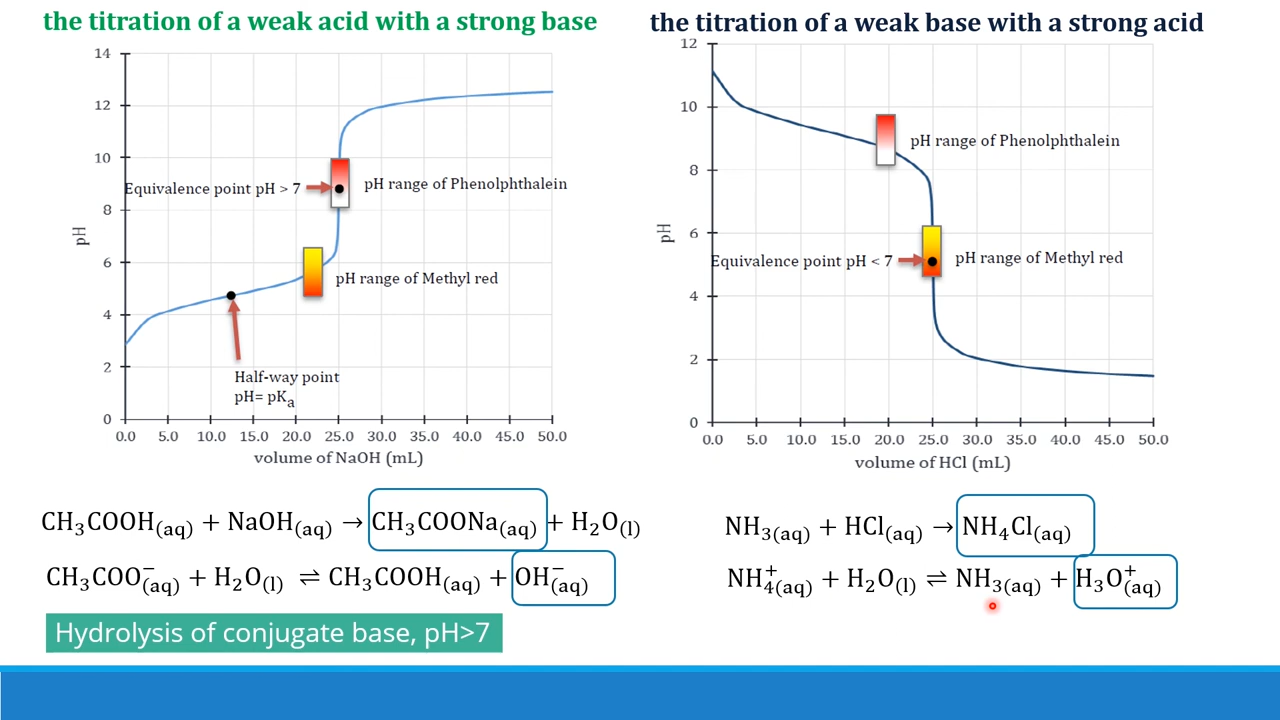 the titration of a weak acid with a strong base
14
12
10
8
6
4
2
0
pH
Equivalence point pH > 7
pH range of Phenolphthalein
pH range of Methyl red
Half-way point
pH= pKₐ
0.0 5.0 10.0 15.0 20.0 25.0 30.0 35.0 40.0 45.0 50.0
volume of NaOH (mL)
the titration of a weak base with a strong acid
12
10
8
6
4
2
0
pH
pH range of Phenolphthalein
Equivalence point pH < 7
pH range of Methyl red
0.0 5.0 10.0 15.0 20.0 25.0 30.0 35.0 40.0 45.0 50.0
volume of HCl (mL)
CH₃COOH(aq) + NaOH(aq) → CH₃COONa(aq) + H₂O(l)
CH₃COO⁻(aq) + H₂O(l) ⇌ CH₃COOH(aq) + OH⁻(aq)
Hydrolysis of conjugate base, pH>7
NH₃(aq) + HCl(aq) → NH₄Cl(aq)
NH₄⁺(aq) + H₂O(l) ⇌ NH₃(aq) + H₃O⁺(aq)